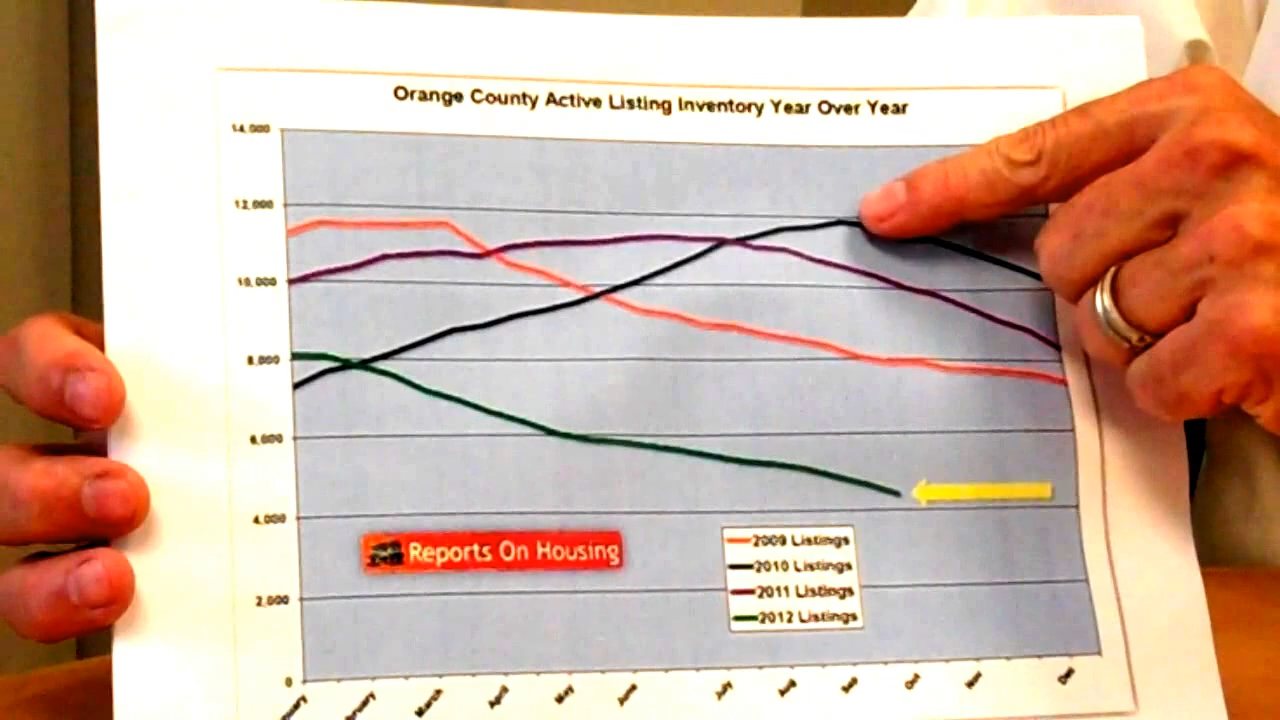 Orange County Active Listing Inventory Year Over Year
14,000
12,000
10,000
8,000
6,000
4,000
2,000
0
Reports On Housing
2009 Listings
2010 Listings
2011 Listings
2012 Listings
nuary
bruary
March
April
May
June
July
Aug
Sep
Oct
Nov
Dec